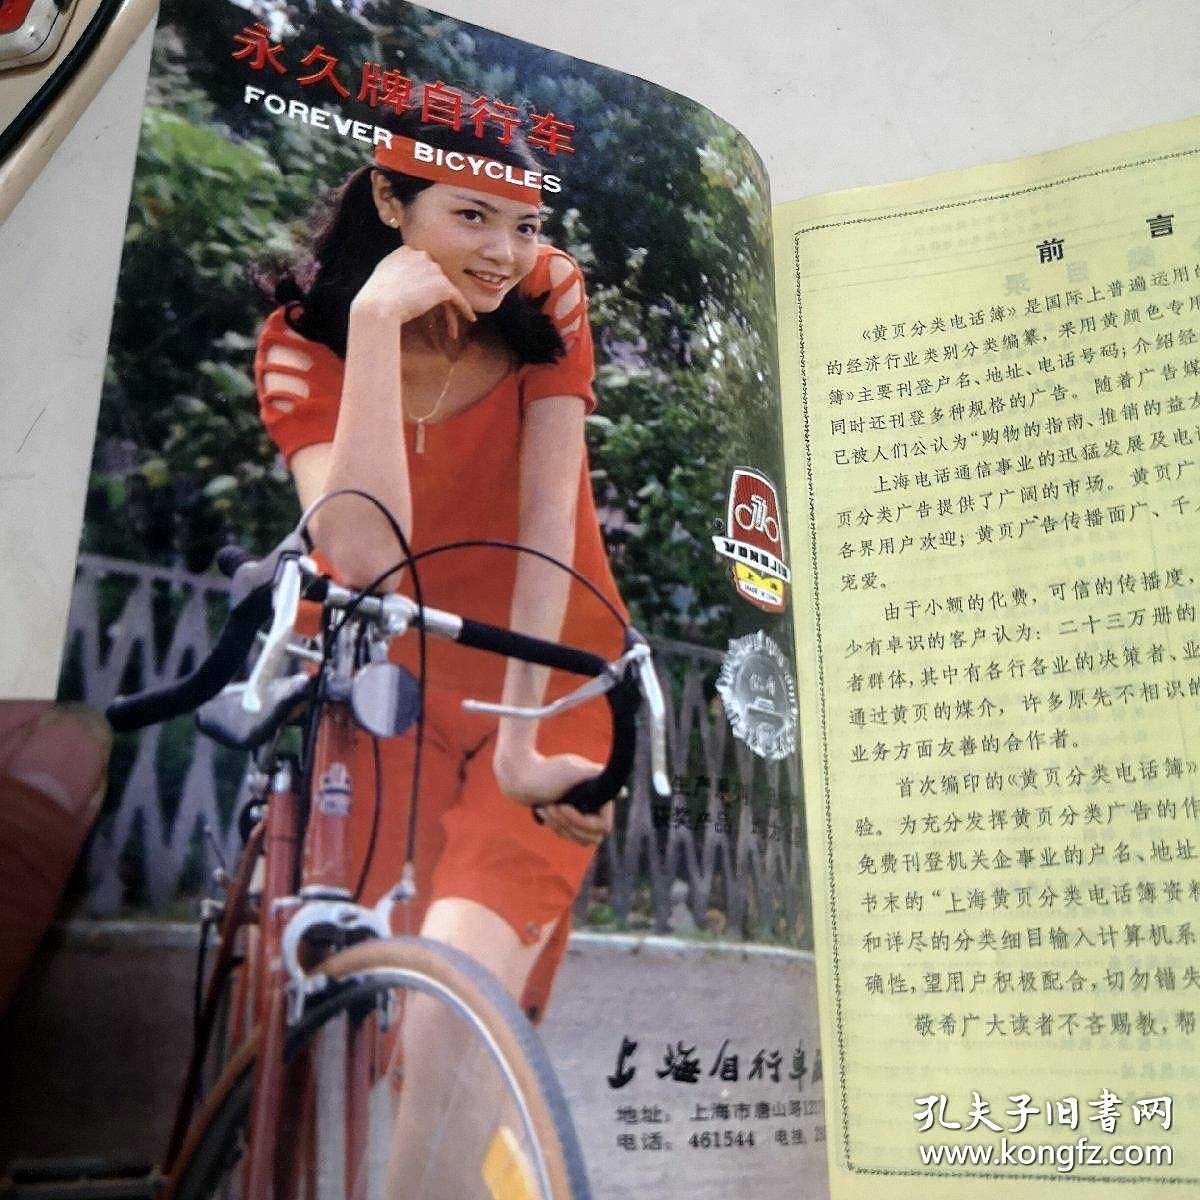 永久牌自行车
FOREVER BICYCLES
上海
生产
上海自行车
地址: 上海市唐山路
电话: 461544 电挂
前言
《黄页分类电话簿》是国际上普遍运用
的经济行业类别分类编纂,采用黄颜色专用
簿》主要刊登户名、地址、电话号码;介绍经
同时还刊登多种规格的广告。随着广告媒
已被人们公认为“购物的指南、推销的益友
上海电话通信事业的迅猛发展及电话
页分类广告提供了广阔的市场。黄页广
各界用户欢迎;黄页广告传播面广、千
宠爱。
由于小额的化费,可信的传播度,
少有卓识的客户认为:二十三万册的
者群体,其中有各行各业的决策者、业
通过黄页的媒介,许多原先不相识的
业务方面友善的合作者。
首次编印的《黄页分类电话簿》
验。为充分发挥黄页分类广告的作
免费刊登机关企事业的户名、地址
书末的“上海黄页分类电话簿资料
和详尽的分类细目输入计算机系
确性,望用户积极配合,切勿错失
敬希广大读者不吝赐教,帮
孔夫子旧书网
www.kongfz.com